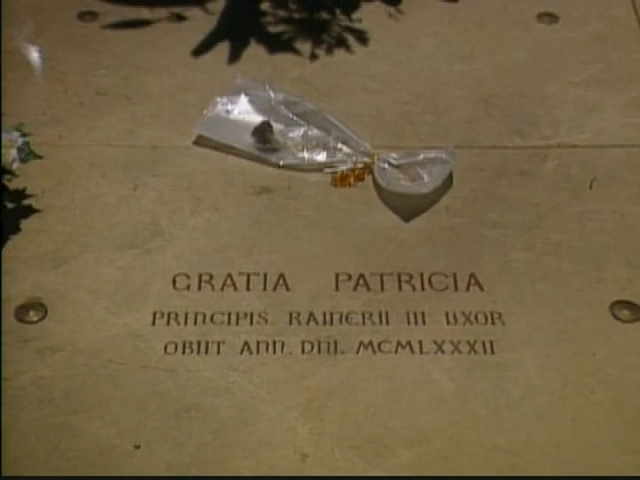 GRATIA PATRICIA
PRINCIPIS RAINERII III UXOR
OBIIT ANN. DNI. MCMLXXXII